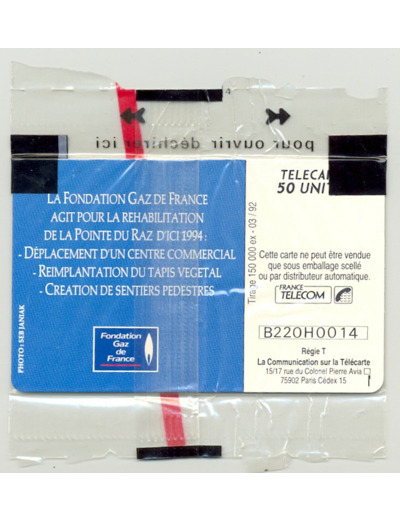 pour ouvrir déchirer ici
LA FONDATION GAZ DE FRANCE
AGIT POUR LA REHABILITATION
DE LA POINTE DU RAZ D'ICI 1994 :
- DÉPLACEMENT D'UN CENTRE COMMERCIAL
- REIMPLANTATION DU TAPIS VEGETAL
- CREATION DE SENTIERS PEDESTRES
PHOTO : SEB JANIAK
Fondation
Gaz
de
France
Tirage 150 000 ex - 03 / 92
50
Cette carte ne peut être vendue
que sous emballage scellé
ou par distributeur automatique.
FRANCE
TELECOM
B220H0014
Régie T
La Communication sur la Télécarte
15/17 rue du Colonel Pierre Avia
75902 Paris Cédex 15